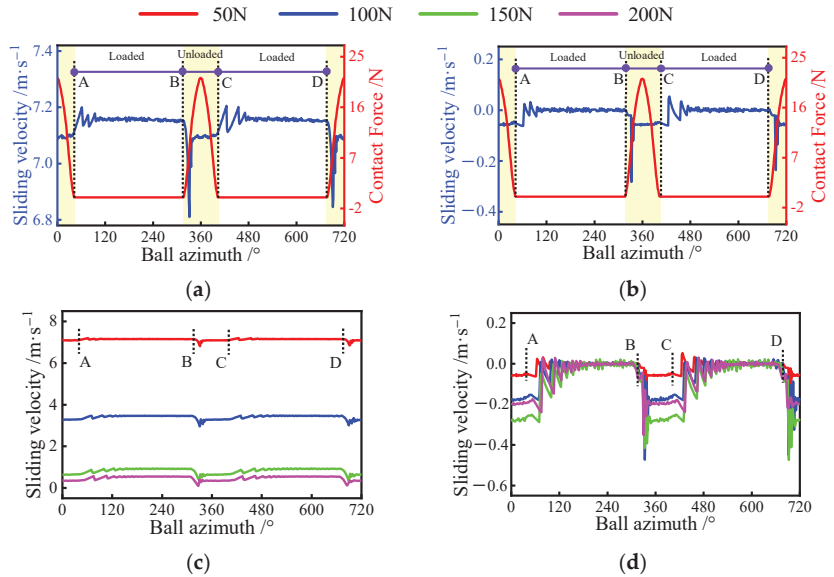 50N 100N 150N 200N
7.4
7.2
7.0
6.8
Sliding velocity /m·s⁻¹
Loaded Unloaded Loaded
A B C D
25
16
7
−2
Contact Force /N
0 120 240 360 480 600 720
Ball azimuth /°
(a)
0.2
0.0
−0.2
−0.4
Sliding velocity /m·s⁻¹
Loaded Unloaded Loaded
A B C D
25
16
7
-2
Contact Force /N
0 120 240 360 480 600 720
Ball azimuth /°
(b)
8
6
4
2
0
Sliding velocity /m·s⁻¹
A B C D
0 120 240 360 480 600 720
Ball azimuth /°
(c)
0.2
0.0
−0.2
−0.4
−0.6
Sliding velocity /m·s⁻¹
A B C D
0 120 240 360 480 600 720
Ball azimuth /°
(d)